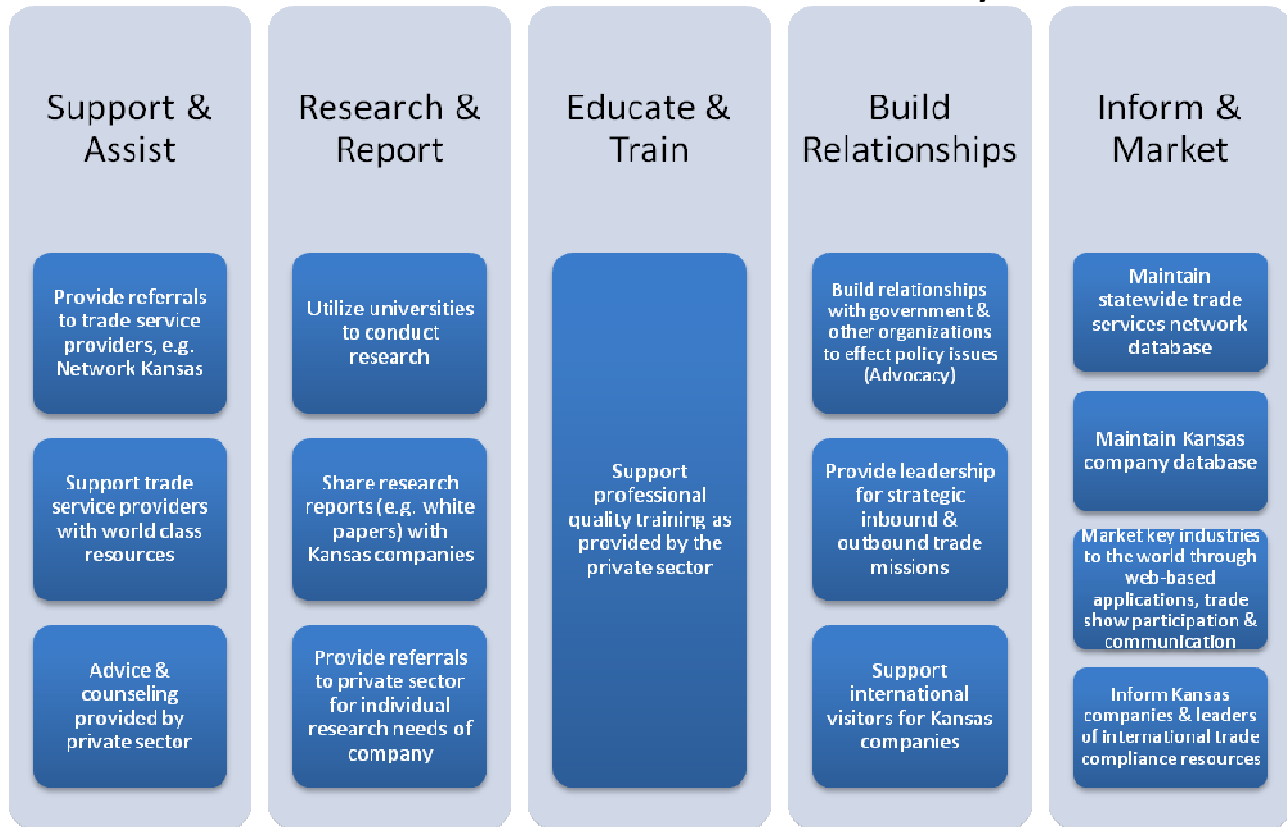 Support &
Assist
Provide referrals
to trade service
providers, e.g.
Network Kansas
Support trade
service providers
with world class
resources
Advice &
counseling
provided by
private sector
Research &
Report
Utilize universities
to conduct
research
Share research
reports (e.g. white
papers) with
Kansas companies
Provide referrals
to private sector
for individual
research needs of
company
Educate &
Train
Support
professional
quality training as
provided by the
private sector
Build
Relationships
Build relationships
with government &
other organizations
to effect policy issues
(Advocacy)
Provide leadership
for strategic
inbound &
outbound trade
missions
Support
international
visitors for Kansas
companies
Inform &
Market
Maintain
statewide trade
services network
database
Maintain Kansas
company database
Market key industries
to the world through
web-based
applications, trade
show participation &
communication
Inform Kansas
companies & leaders
of international trade
compliance resources